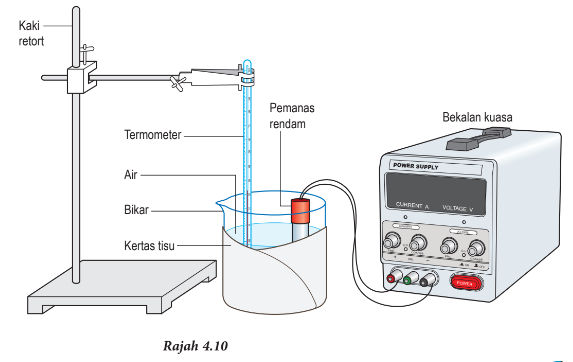 Kaki
retort
Pemanas
rendam
Bekalan kuasa
Termometer
POWER SUPPLY
Air
CURRENT A
VOLTAGE V
Bikar
Kertas tisu
POWER
Rajah 4.10